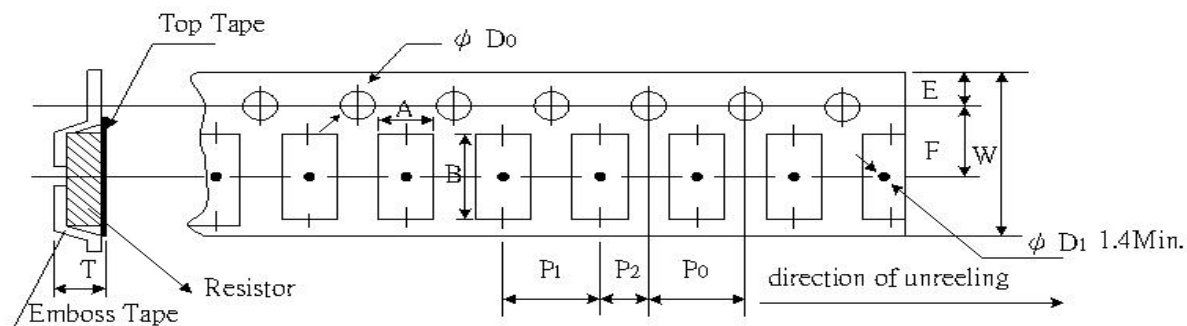 Top Tape
ϕ D0
E
A
F
W
B
ϕ D1 1.4Min.
T
P1
P2
P0
direction of unreeling
Resistor
Emboss Tape